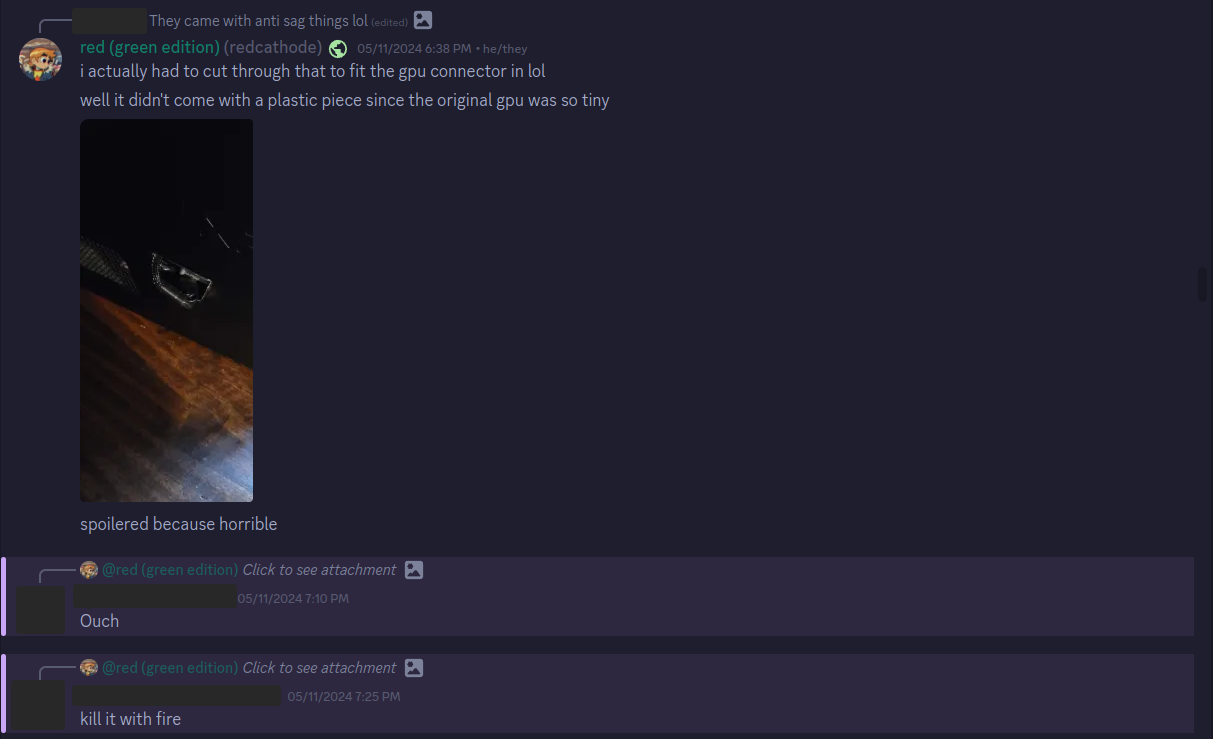 They came with anti sag things lol (edited)
red (green edition) (redcathode) 05/11/2024 6:38 PM • he/they
i actually had to cut through that to fit the gpu connector in lol
well it didn't come with a plastic piece since the original gpu was so tiny
spoilered because horrible
@red (green edition) Click to see attachment
05/11/2024 7:10 PM
Ouch
@red (green edition) Click to see attachment
05/11/2024 7:25 PM
kill it with fire